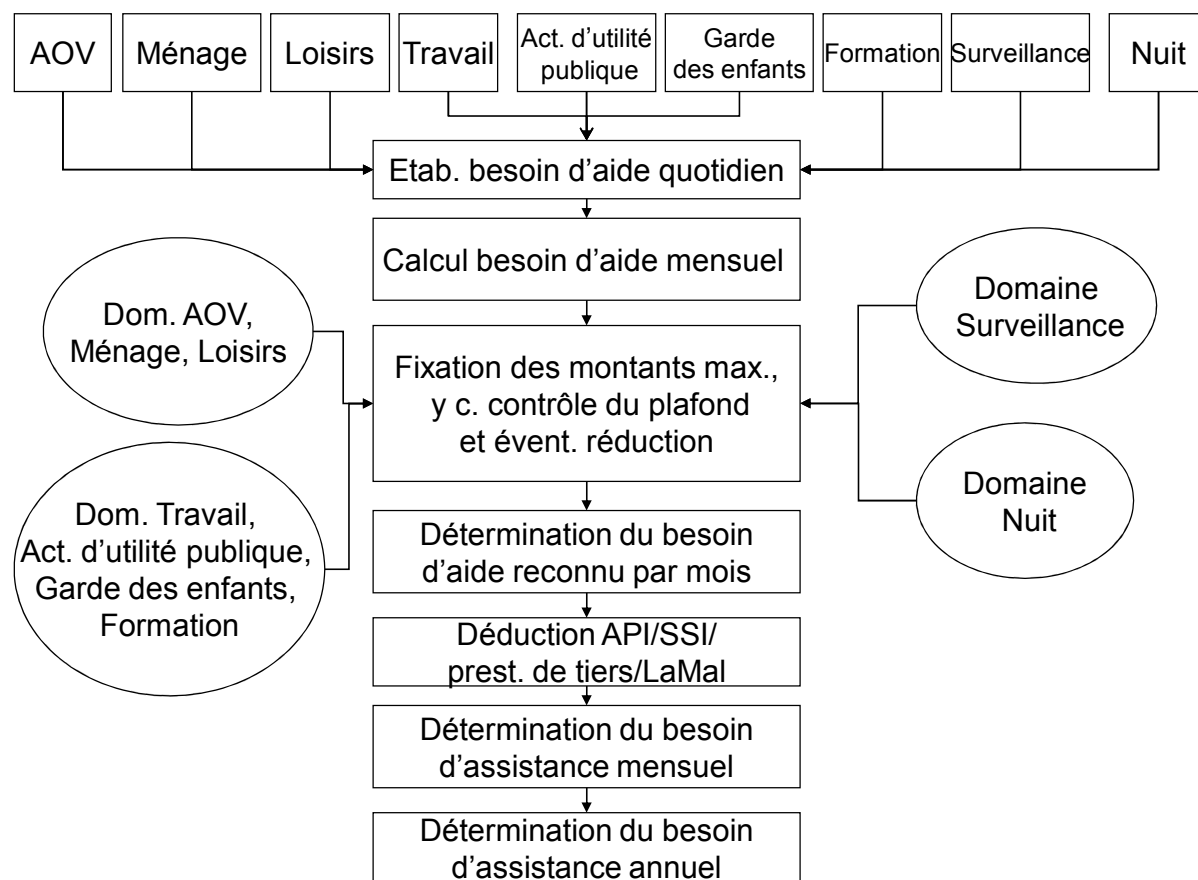 AOV
Ménage
Loisirs
Travail
Act. d'utilité
publique
Garde
des enfants
Formation
Surveillance
Nuit
Etab. besoin d'aide quotidien
Calcul besoin d'aide mensuel
Dom. AOV,
Ménage, Loisirs
Domaine
Surveillance
Fixation des montants max.,
y c. contrôle du plafond
et évent. réduction
Dom. Travail,
Act. d'utilité publique,
Garde des enfants,
Formation
Domaine
Nuit
Détermination du besoin
d'aide reconnu par mois
Déduction API/SSI/
prest. de tiers/LaMal
Détermination du besoin
d'assistance mensuel
Détermination du besoin
d'assistance annuel